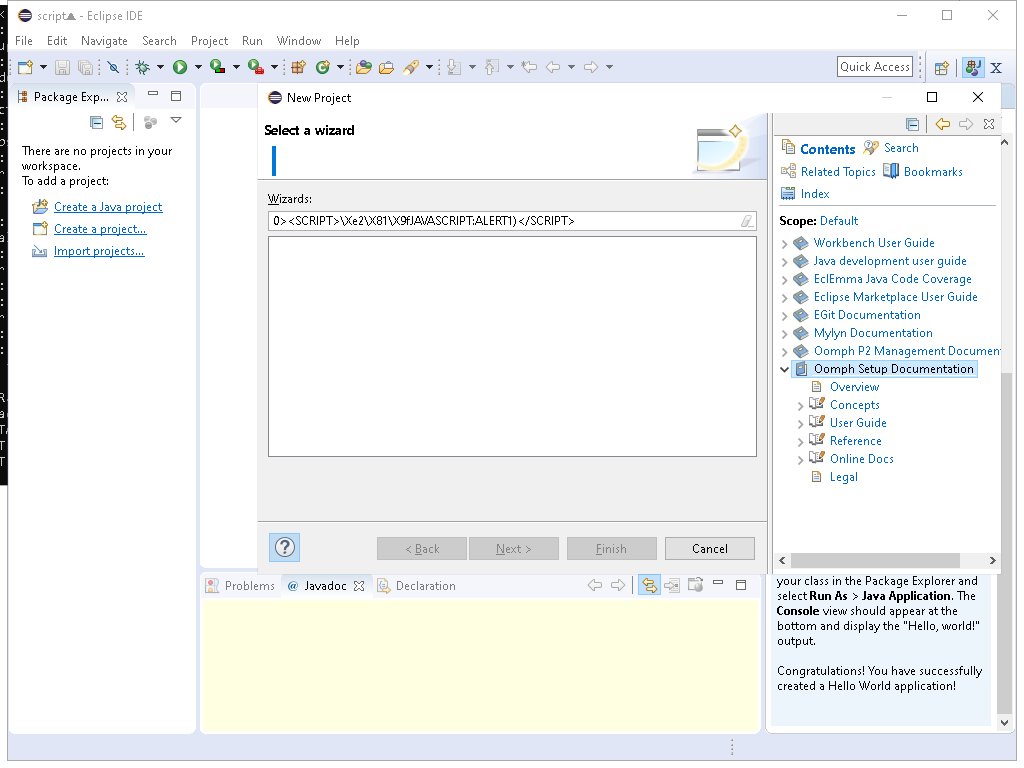 script▲ - Eclipse IDE
File Edit Navigate Search Project Run Window Help
Quick Access
Package Exp...
There are no projects in your
workspace.
To add a project:
Create a Java project
Create a project...
Import projects...
New Project
Select a wizard
Wizards:
0><SCRIPT>\Xe2\X81\X9fJAVASCRIPT:ALERT1)</SCRIPT>
< Back Next > Finish Cancel
Contents Search
Related Topics Bookmarks
Index
Scope: Default
Workbench User Guide
Java development user guide
EclEmma Java Code Coverage
Eclipse Marketplace User Guide
EGit Documentation
Mylyn Documentation
Oomph P2 Management Documen
Oomph Setup Documentation
Overview
Concepts
User Guide
Reference
Online Docs
Legal
Problems @ Javadoc Declaration
your class in the Package Explorer and
select Run As > Java Application. The
Console view should appear at the
bottom and display the "Hello, world!"
output.
Congratulations! You have successfully
created a Hello World application!